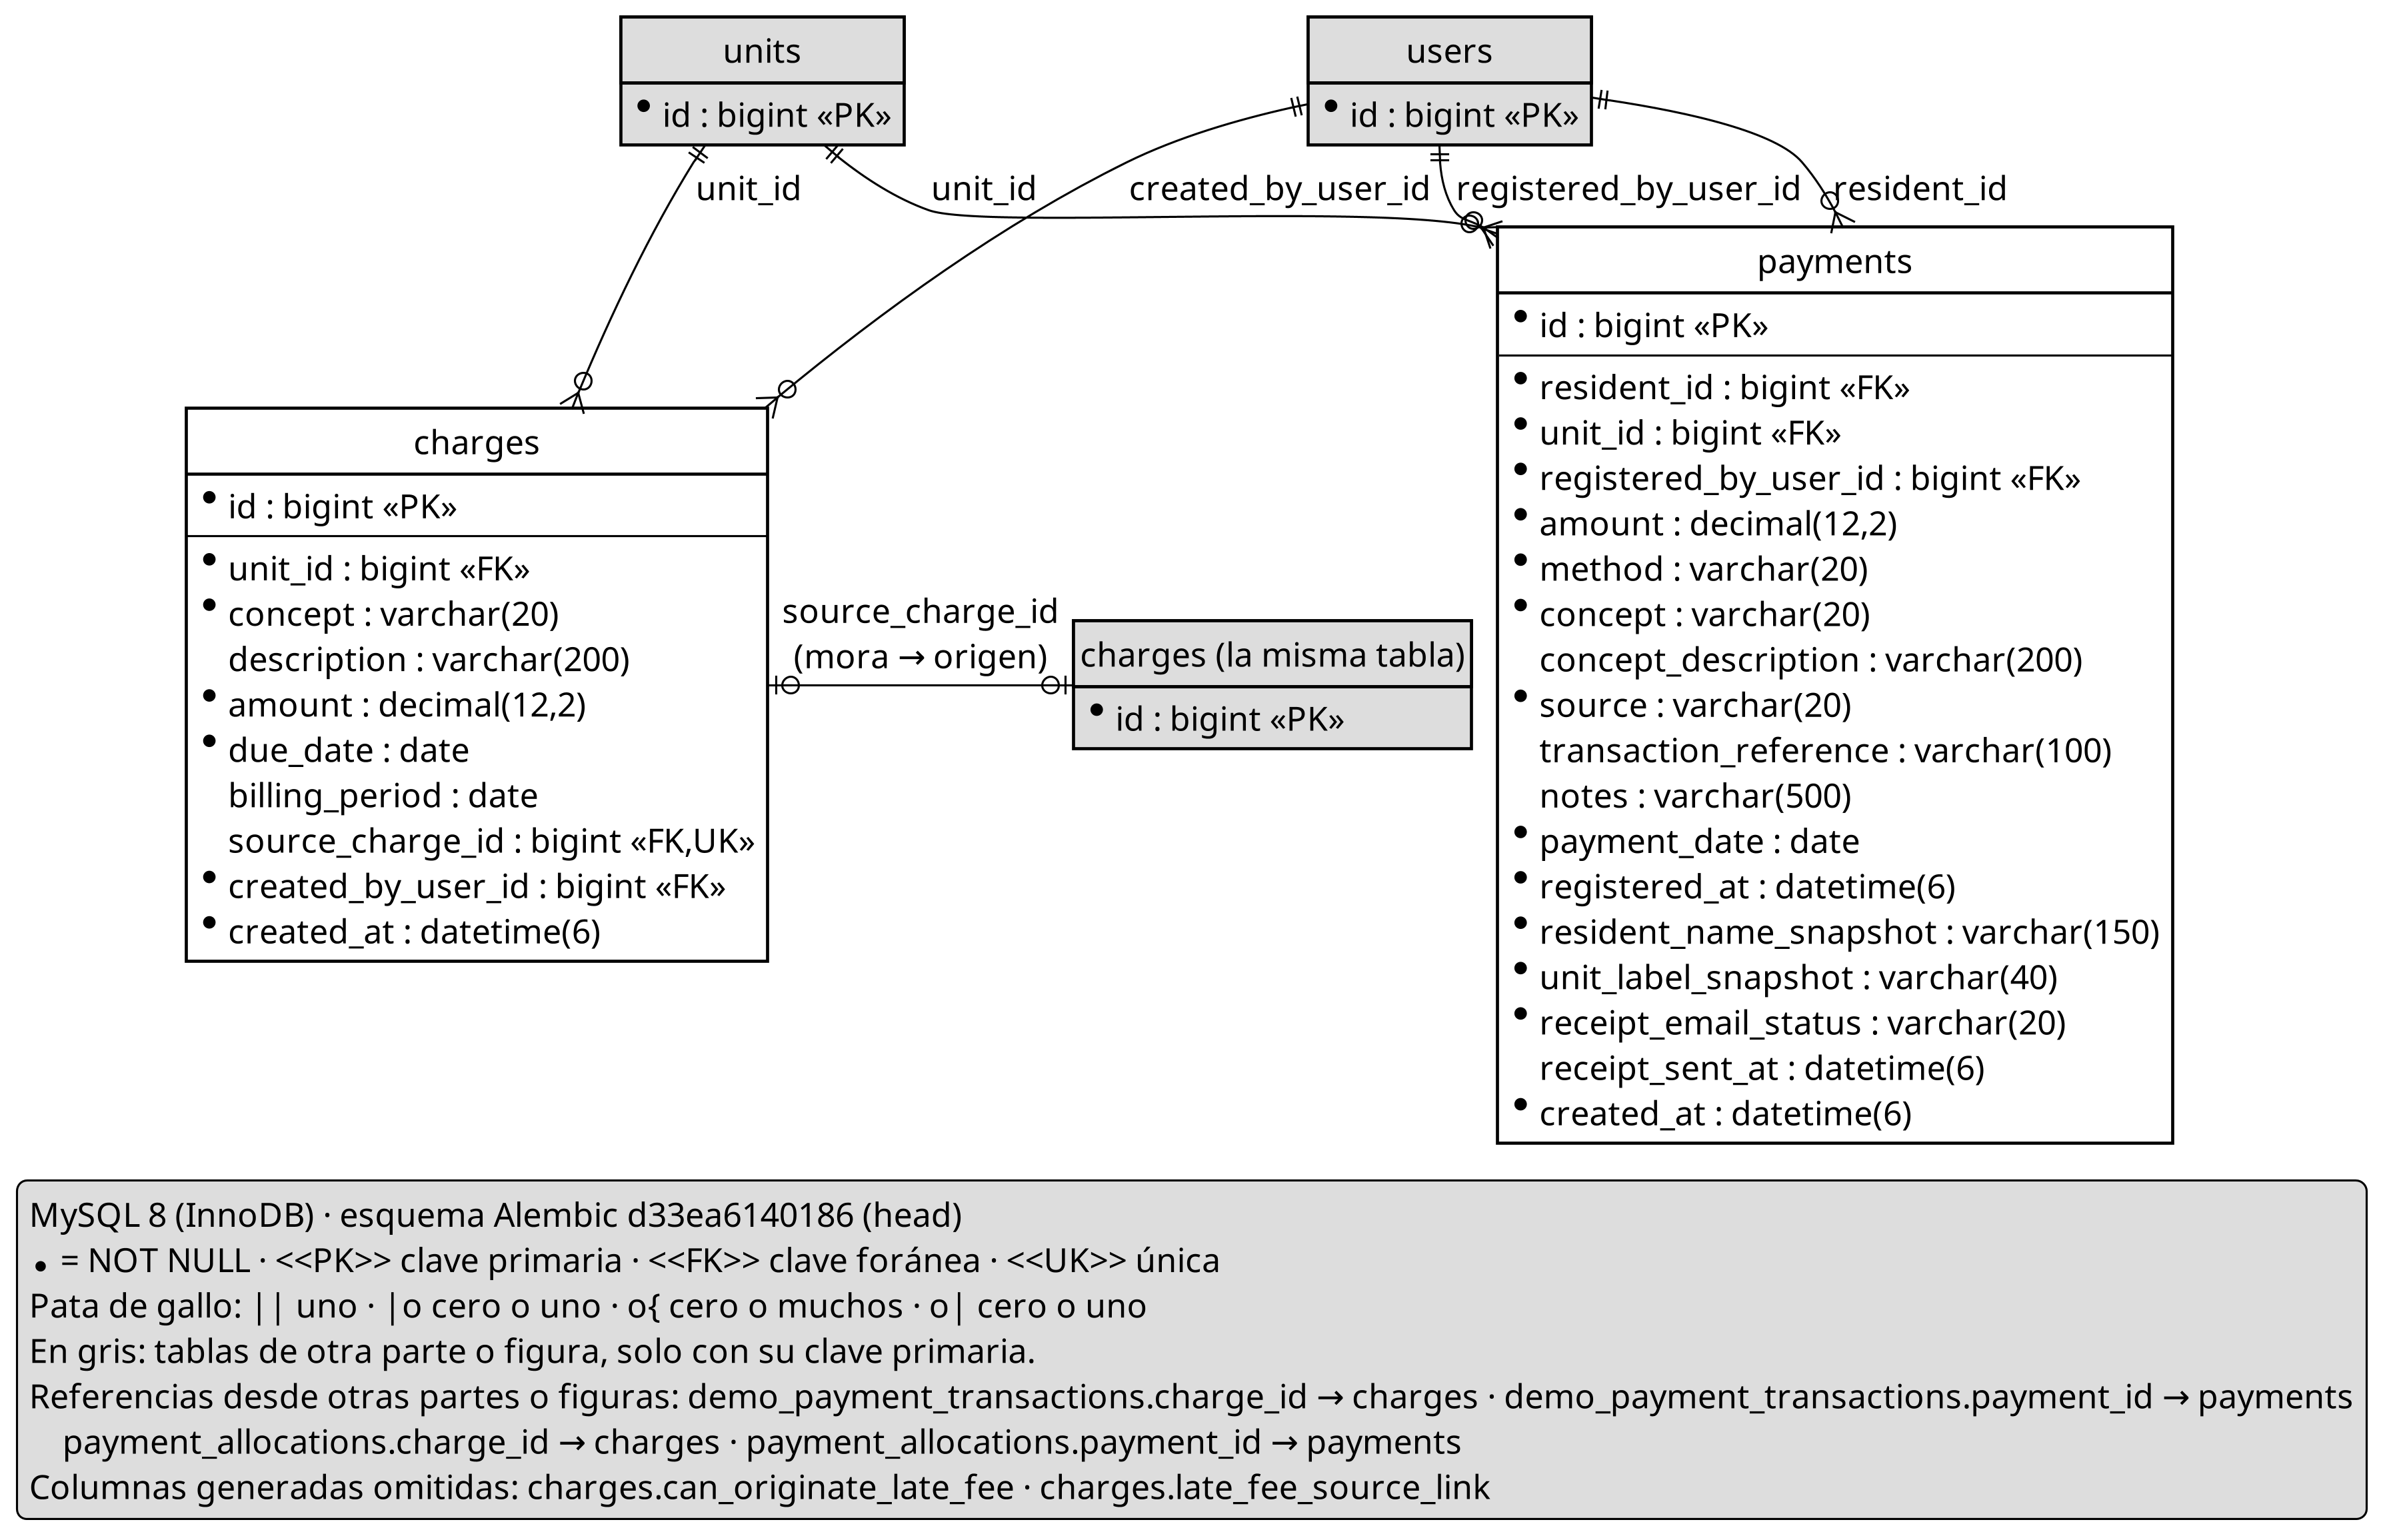 units
• id : bigint «PK»
users
• id : bigint «PK»
unit_id
unit_id
created_by_user_id
registered_by_user_id
resident_id
payments
• id : bigint «PK»
• resident_id : bigint «FK»
• unit_id : bigint «FK»
• registered_by_user_id : bigint «FK»
• amount : decimal(12,2)
• method : varchar(20)
• concept : varchar(20)
concept_description : varchar(200)
• source : varchar(20)
transaction_reference : varchar(100)
notes : varchar(500)
• payment_date : date
• registered_at : datetime(6)
• resident_name_snapshot : varchar(150)
• unit_label_snapshot : varchar(40)
• receipt_email_status : varchar(20)
receipt_sent_at : datetime(6)
• created_at : datetime(6)
charges
• id : bigint «PK»
• unit_id : bigint «FK»
• concept : varchar(20)
description : varchar(200)
• amount : decimal(12,2)
• due_date : date
billing_period : date
source_charge_id : bigint «FK,UK»
• created_by_user_id : bigint «FK»
• created_at : datetime(6)
source_charge_id
(mora → origen)
charges (la misma tabla)
• id : bigint «PK»
MySQL 8 (InnoDB) · esquema Alembic d33ea6140186 (head)
• = NOT NULL · <<PK>> clave primaria · <<FK>> clave foránea · <<UK>> única
Pata de gallo: || uno · |o cero o uno · o{ cero o muchos · o| cero o uno
En gris: tablas de otra parte o figura, solo con su clave primaria.
Referencias desde otras partes o figuras: demo_payment_transactions.charge_id → charges · demo_payment_transactions.payment_id → payments
payment_allocations.charge_id → charges · payment_allocations.payment_id → payments
Columnas generadas omitidas: charges.can_originate_late_fee · charges.late_fee_source_link